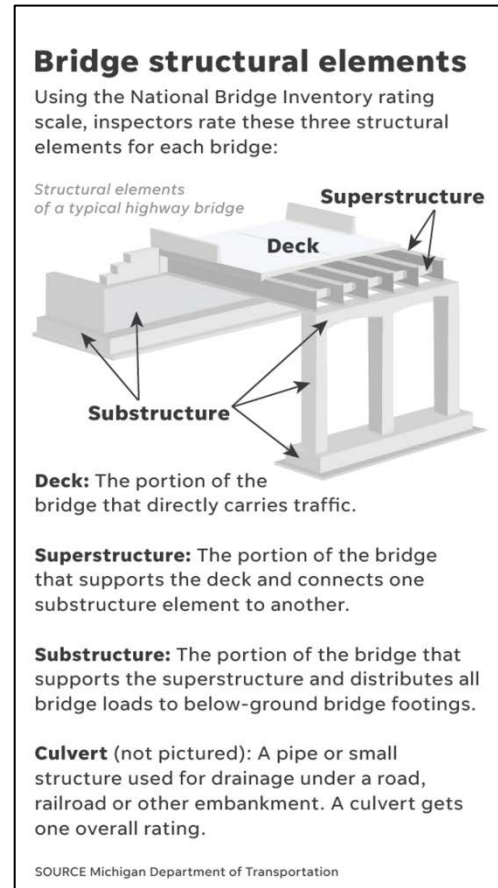 Bridge structural elements
Using the National Bridge Inventory rating
scale, inspectors rate these three structural
elements for each bridge:
Structural elements
of a typical highway bridge
Superstructure
Deck
Substructure
Deck: The portion of the
bridge that directly carries traffic.
Superstructure: The portion of the bridge
that supports the deck and connects one
substructure element to another.
Substructure: The portion of the bridge that
supports the superstructure and distributes all
bridge loads to below-ground bridge footings.
Culvert (not pictured): A pipe or small
structure used for drainage under a road,
railroad or other embankment. A culvert gets
one overall rating.
SOURCE Michigan Department of Transportation